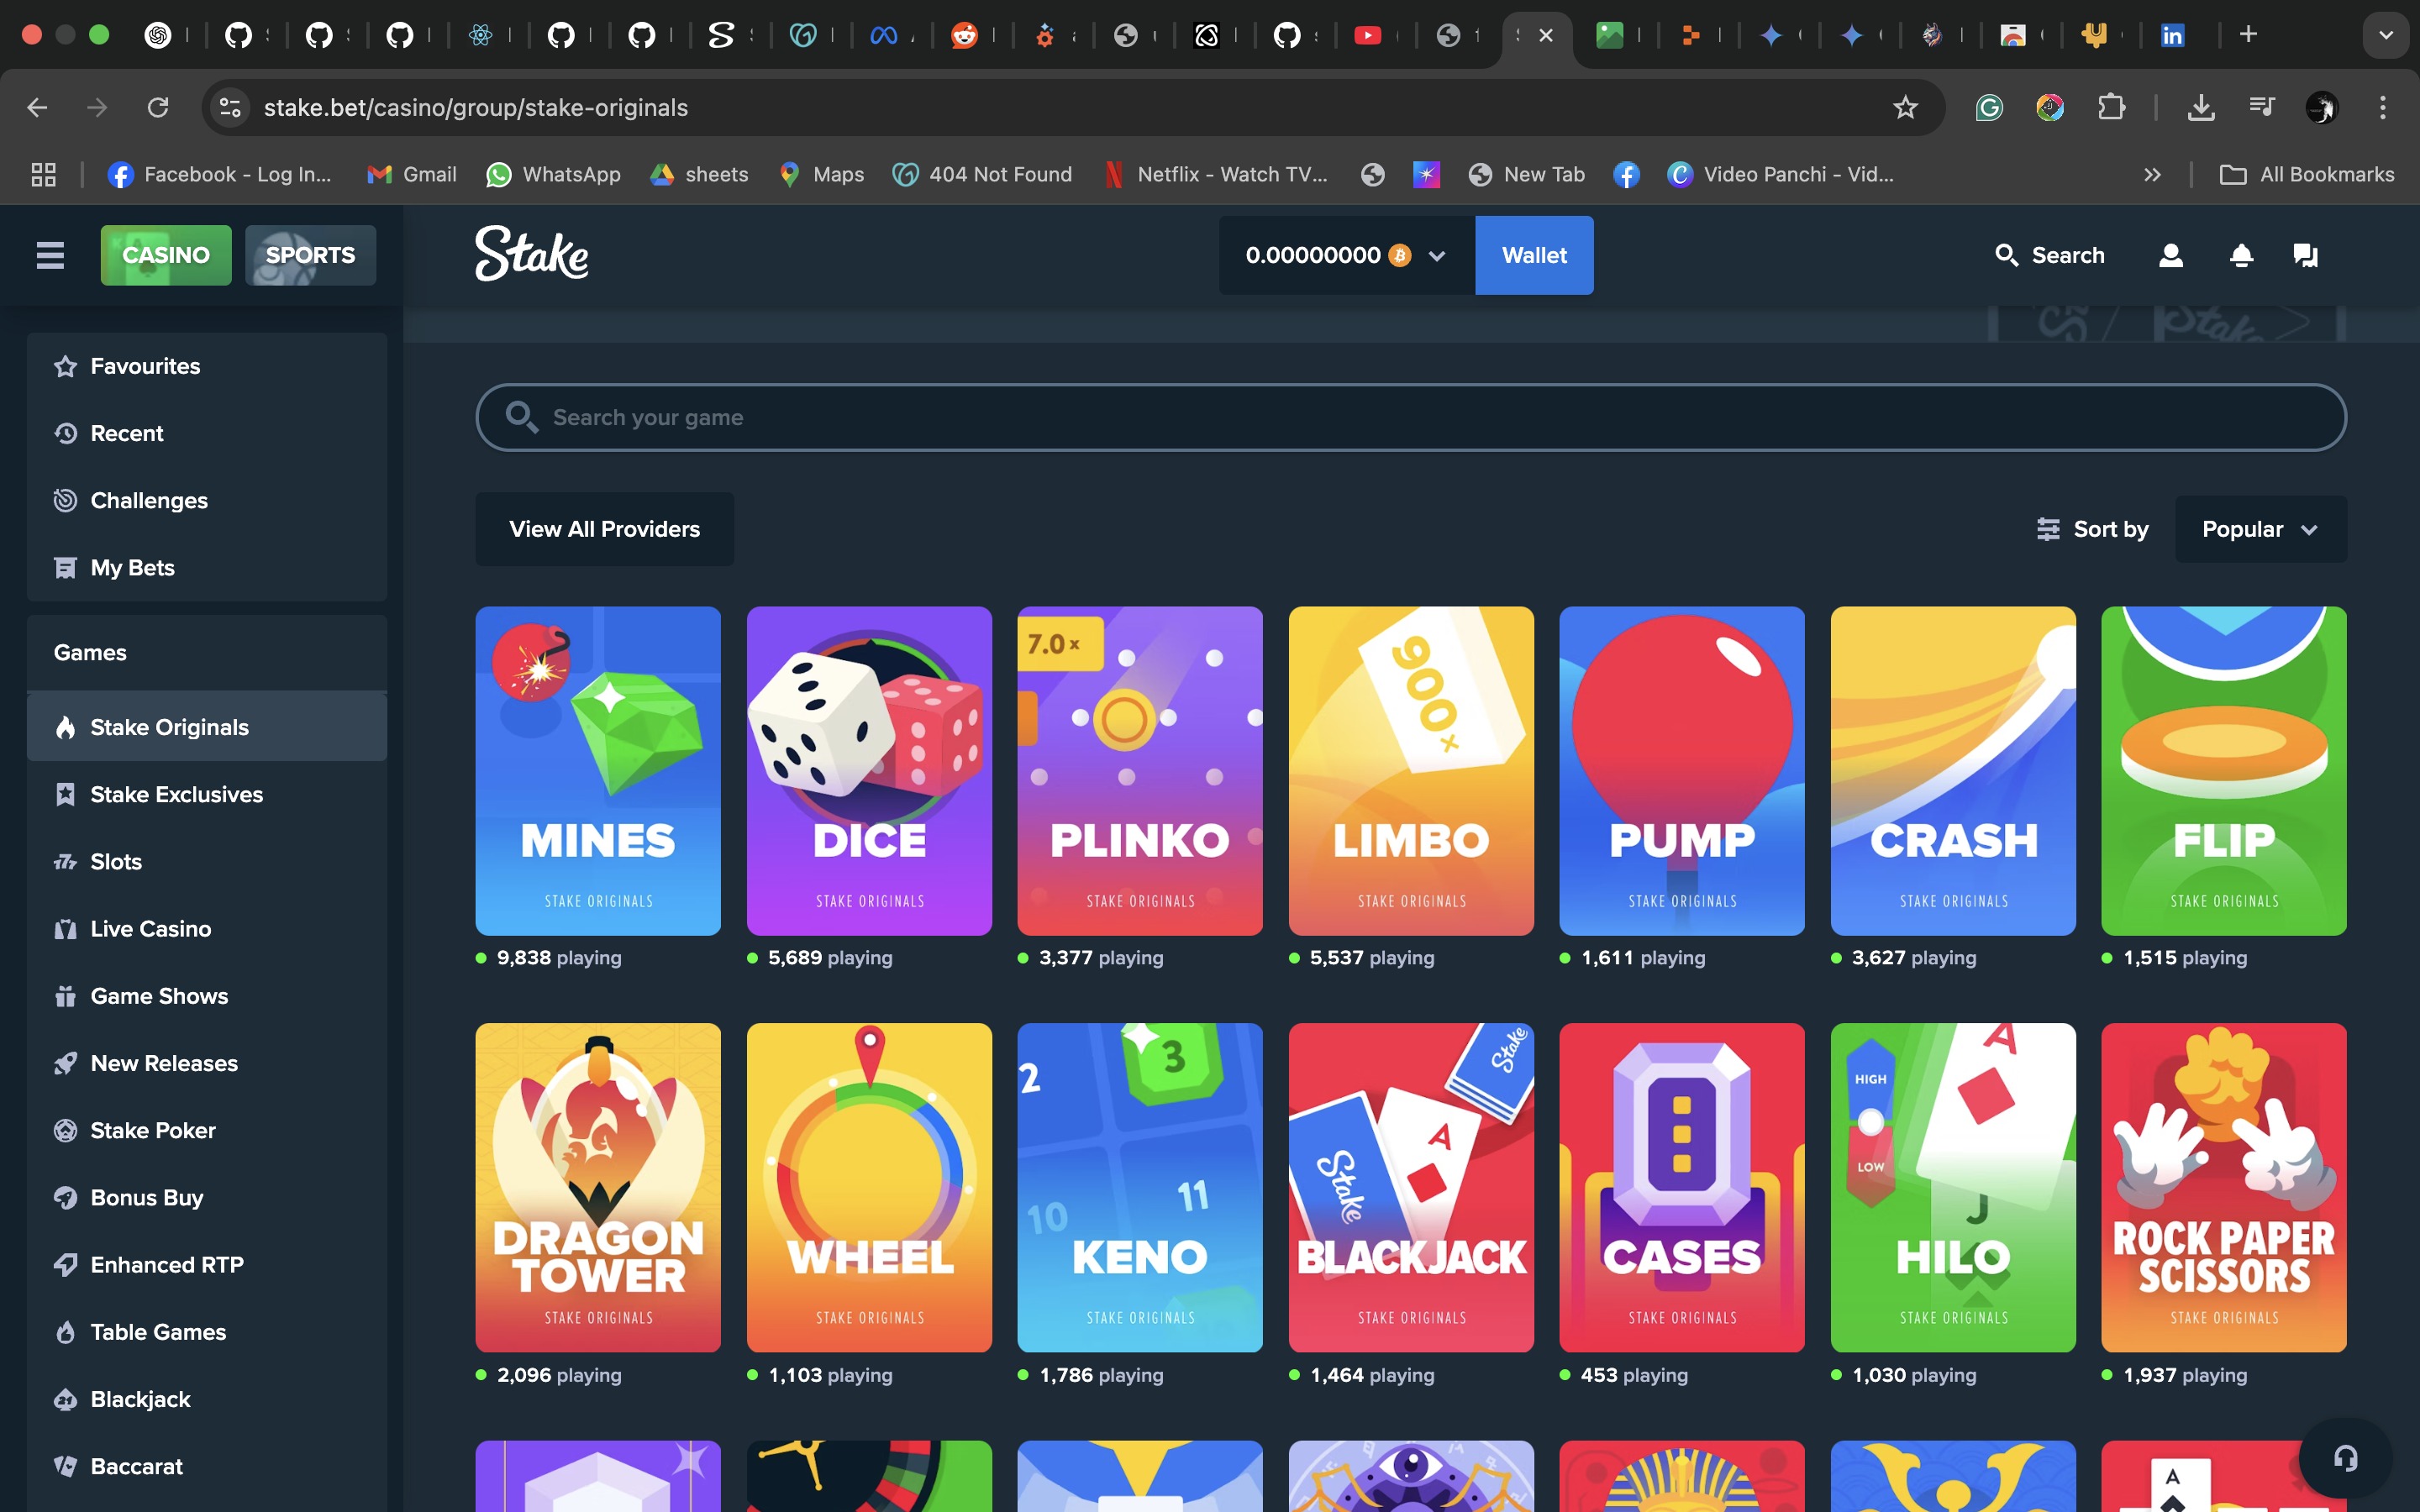 stake.bet/casino/group/stake-originals
Facebook - Log In...
Gmail
WhatsApp
sheets
Maps
404 Not Found
Netflix - Watch TV...
New Tab
Video Panchi - Vid...
All Bookmarks
CASINO
SPORTS
Stake
0.00000000
Wallet
Search
Stake
Favourites
Recent
Challenges
My Bets
Games
Stake Originals
Stake Exclusives
Slots
Live Casino
Game Shows
New Releases
Stake Poker
Bonus Buy
Enhanced RTP
Table Games
Blackjack
Baccarat
Search your game
View All Providers
Sort by
Popular
MINES
STAKE ORIGINALS
9,838 playing
DICE
STAKE ORIGINALS
5,689 playing
7.0x
PLINKO
STAKE ORIGINALS
3,377 playing
900x
LIMBO
STAKE ORIGINALS
5,537 playing
PUMP
STAKE ORIGINALS
1,611 playing
CRASH
STAKE ORIGINALS
3,627 playing
FLIP
STAKE ORIGINALS
1,515 playing
DRAGON
TOWER
STAKE ORIGINALS
2,096 playing
WHEEL
STAKE ORIGINALS
1,103 playing
2
3
10
11
KENO
STAKE ORIGINALS
1,786 playing
Stake
A
Stake
BLACKJACK
STAKE ORIGINALS
1,464 playing
CASES
STAKE ORIGINALS
453 playing
HIGH
LOW
A
J
HILO
STAKE ORIGINALS
1,030 playing
ROCK PAPER
SCISSORS
STAKE ORIGINALS
1,937 playing
A